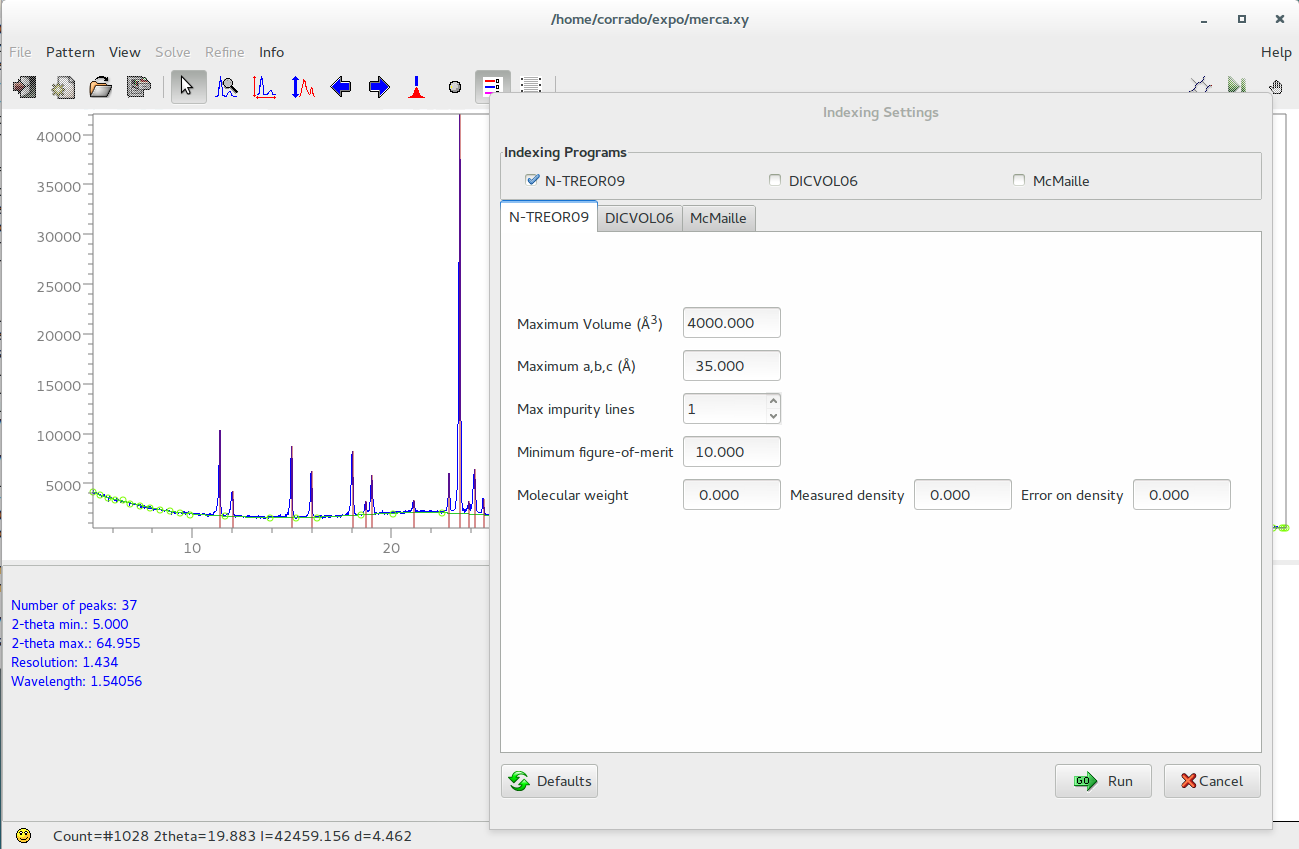 /home/corrado/expo/merca.xy
File Pattern View Solve Refine Info Help
Indexing Settings
Indexing Programs
N-TREOR09 DICVOL06 McMaille
N-TREOR09 DICVOL06 McMaille
Maximum Volume (Å³) 4000.000
Maximum a,b,c (Å) 35.000
Max impurity lines 1
Minimum figure-of-merit 10.000
Molecular weight 0.000 Measured density 0.000 Error on density 0.000
Defaults GO Run Cancel
40000
35000
30000
25000
20000
15000
10000
5000
10 20
Number of peaks: 37
2-theta min.: 5.000
2-theta max.: 64.955
Resolution: 1.434
Wavelength: 1.54056
Count=#1028 2theta=19.883 I=42459.156 d=4.462